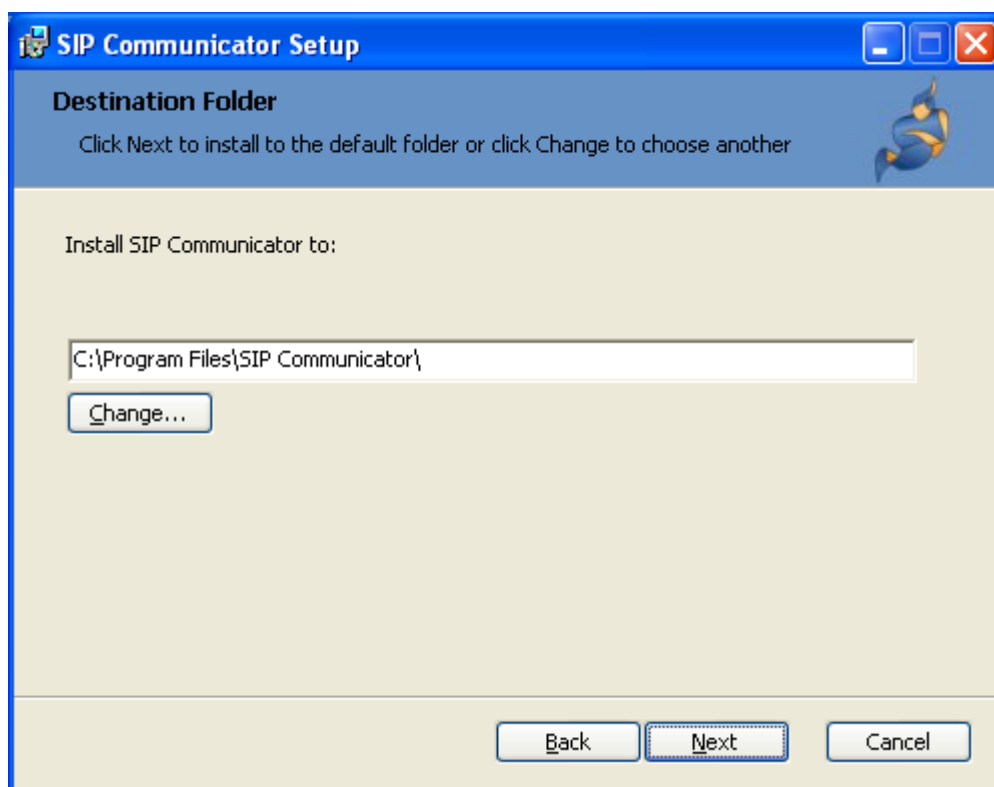 SIP Communicator Setup
Destination Folder
Click Next to install to the default folder or click Change to choose another
Install SIP Communicator to:
C:\Program Files\SIP Communicator\
Change...
Back Next Cancel